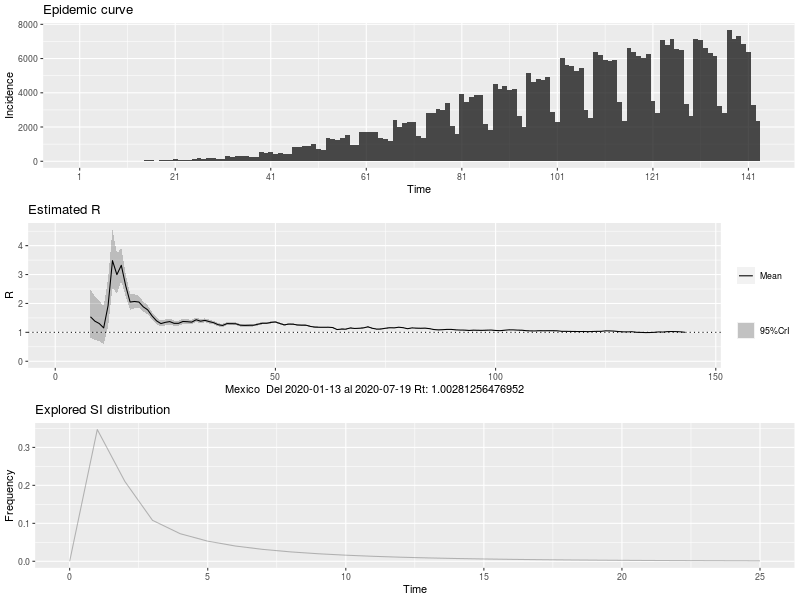 Epidemic curve
8000
6000
4000
2000
0
Incidence
1 21 41 61 81 101 121 141
Time
Estimated R
4
3
2
1
0
R
Mean
95%CrI
0 50 100 150
Mexico Del 2020-01-13 al 2020-07-19 Rt: 1.00281256476952
Explored SI distribution
0.3
0.2
0.1
0.0
Frequency
0 5 10 15 20 25
Time